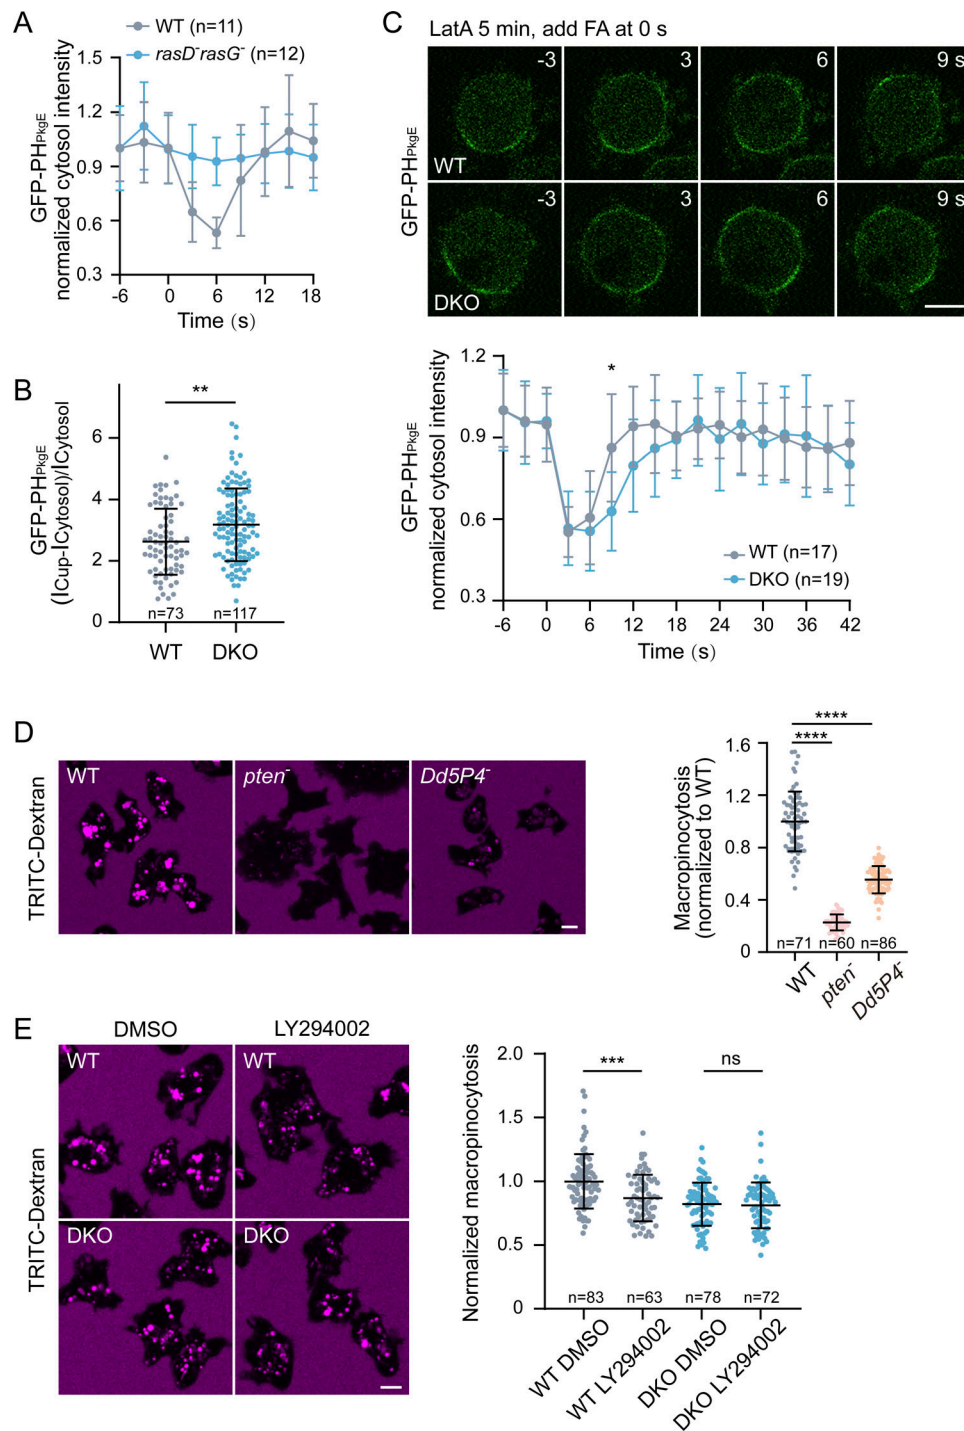 A
WT (n=11)
rasD-rasG- (n=12)
GFP-PHPkgE
normalized cytosol intensity
1.5
1.2
0.9
0.6
0.3
-6 0 6 12 18
Time (s)
B
**
GFP-PHPkgE
(ICup-ICytosol)/ICytosol
6
4
2
0
n=73 n=117
WT DKO
C
LatA 5 min, add FA at 0 s
GFP-PHPkgE
-3 3 6 9 s
WT
-3 3 6 9 s
DKO
GFP-PHPkgE
normalized cytosol intensity
1.2
0.9
0.6
0.3
*
WT (n=17)
DKO (n=19)
-6 0 6 12 18 24 30 36 42
Time (s)
D
TRITC-Dextran
WT pten- Dd5P4-
Macropinocytosis
(normalized to WT)
****
****
1.6
1.2
0.8
0.4
0
n=71 n=60 n=86
WT pten- Dd5P4-
E
DMSO LY294002
TRITC-Dextran
WT WT
DKO DKO
Normalized macropinocytosis
2.0
1.5
1.0
0.5
0
*** ns
n=83 n=63 n=78 n=72
WT DMSO
WT LY294002
DKO DMSO
DKO LY294002